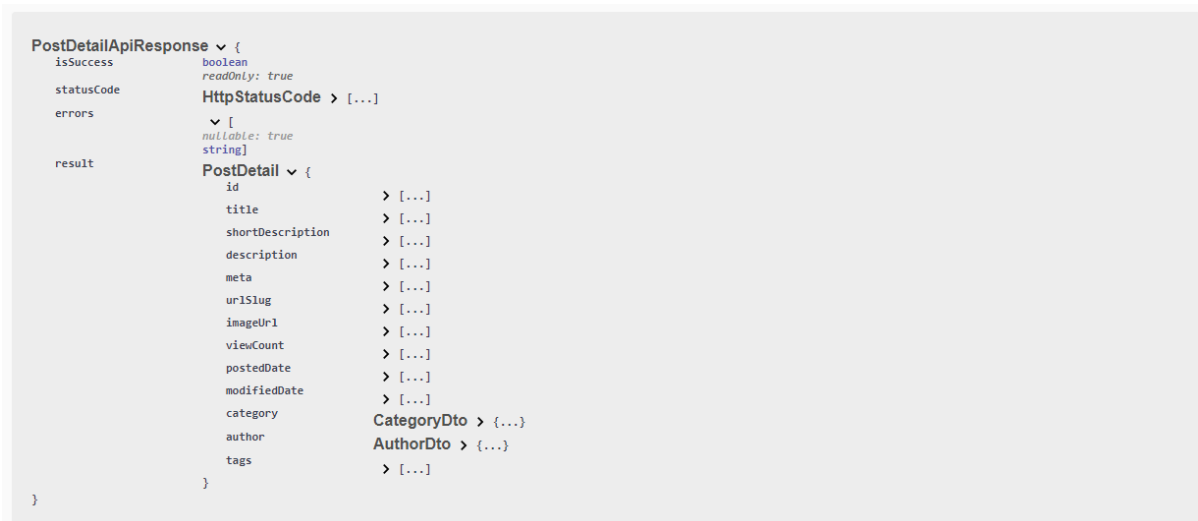 PostDetailApiResponse {
isSuccess boolean
readOnly: true
statusCode HttpStatusCode > [...]
errors [
nullable: true
string]
result PostDetail {
id > [...]
title > [...]
shortDescription > [...]
description > [...]
meta > [...]
urlSlug > [...]
imageUrl > [...]
viewCount > [...]
postedDate > [...]
modifiedDate > [...]
category CategoryDto > {...}
author AuthorDto > {...}
tags > [...]
}
}